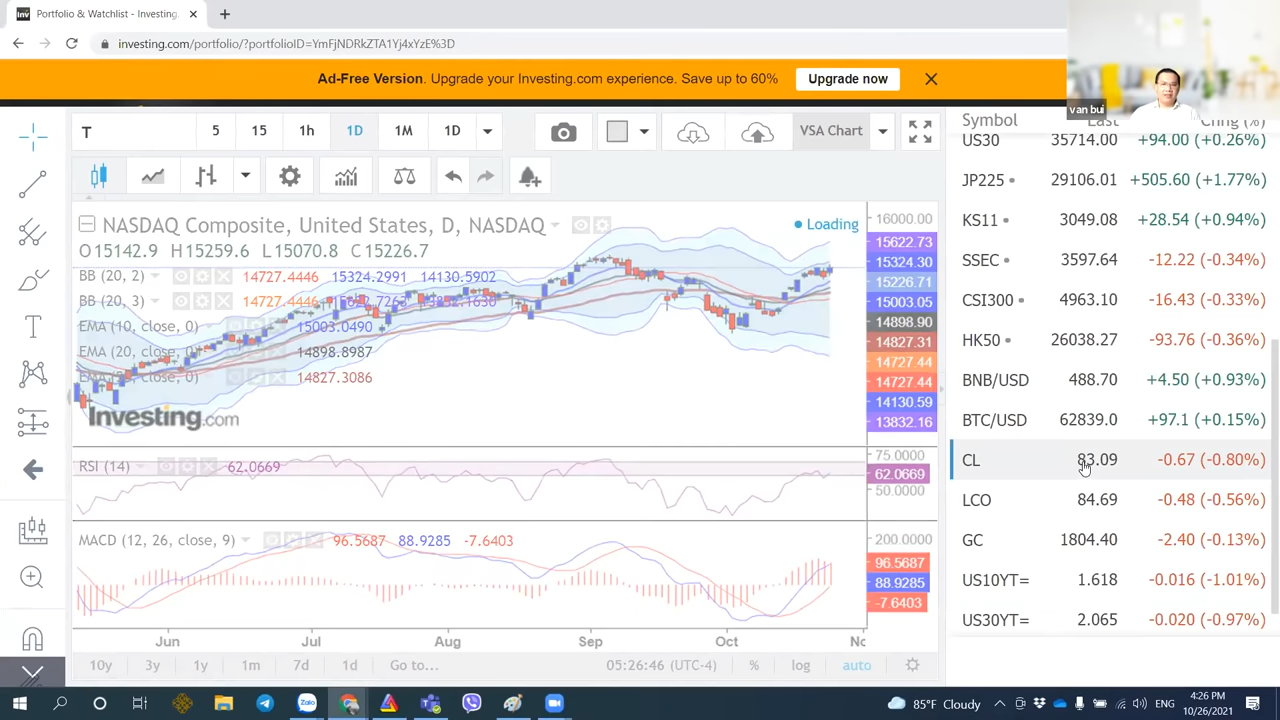 Portfolio & Watchlist - Investing.
investing.com/portfolio/?portfolioID=YmFjNDRkZTA1Yj4xYzE%3D
Ad-Free Version. Upgrade your Investing.com experience. Save up to 60% Upgrade now
van bui
T 5 15 1h 1D 1M 1D VSA Chart
Symbol Last Chng (%)
US30 35714.00 +94.00 (+0.26%)
JP225 29106.01 +505.60 (+1.77%)
KS11 3049.08 +28.54 (+0.94%)
SSEC 3597.64 -12.22 (-0.34%)
CSI300 4963.10 -16.43 (-0.33%)
HK50 26038.27 -93.76 (-0.36%)
BNB/USD 488.70 +4.50 (+0.93%)
BTC/USD 62839.0 +97.1 (+0.15%)
CL 83.09 -0.67 (-0.80%)
LCO 84.69 -0.48 (-0.56%)
GC 1804.40 -2.40 (-0.13%)
US10YT= 1.618 -0.016 (-1.01%)
US30YT= 2.065 -0.020 (-0.97%)
NASDAQ Composite, United States, D, NASDAQ
Loading
O15142.9 H15259.6 L15070.8 C15226.7
BB (20, 2) 14727.4446 15324.2991 14130.5902
BB (20, 3) 14727.4446
EMA (10, close, 0) 15003.0490
EMA (20, close, 0) 14898.8987
14827.3086
Investing.com
16000.00
15622.73
15324.30
15226.71
15003.05
14898.90
14827.31
14727.44
14727.44
14130.59
13832.16
RSI (14) 62.0669
75.0000
62.0669
50.0000
MACD (12, 26, close, 9) 96.5687 88.9285 -7.6403
200.0000
96.5687
88.9285
-7.6403
Jun Jul Aug Sep Oct
10y 3y 1y 1m 7d 1d Go to... 05:26:46 (UTC-4) % log auto
Zalo
85°F Cloudy
4:26 PM
10/26/2021